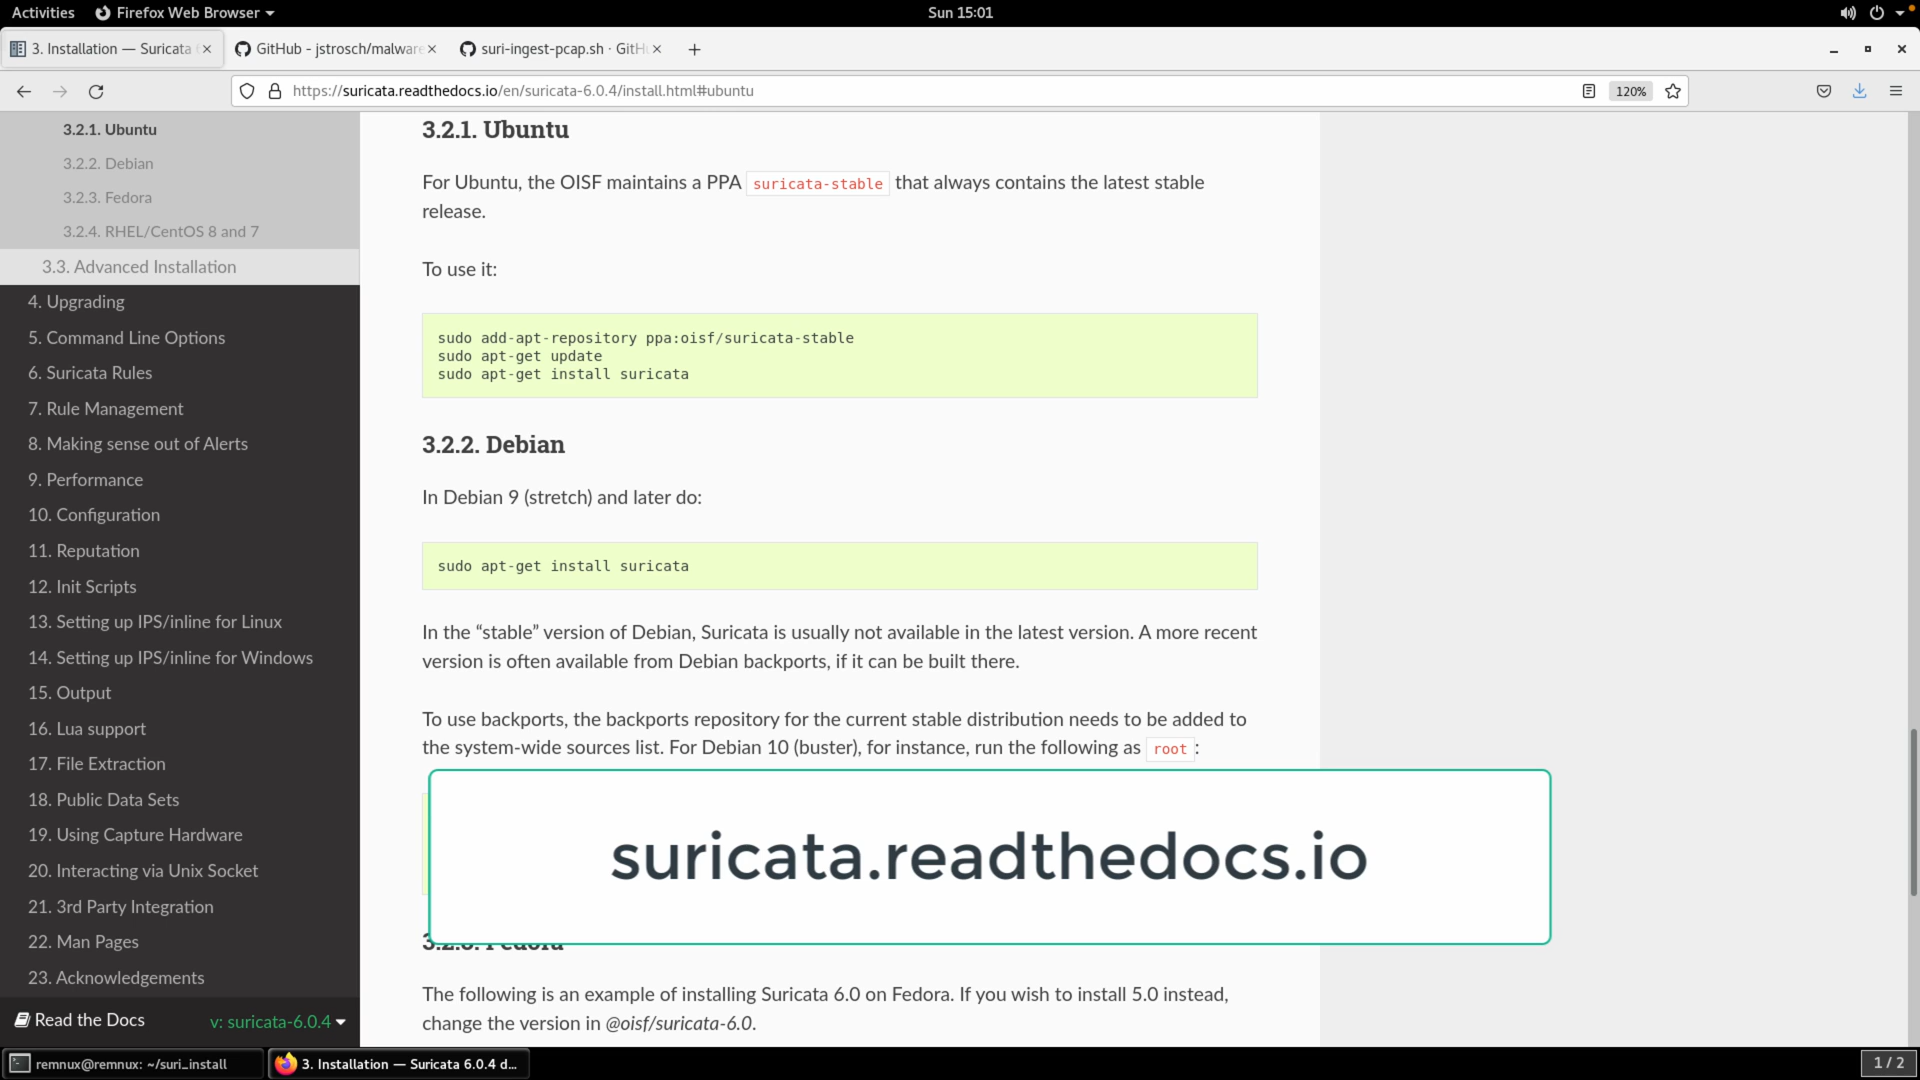 Activities
Firefox Web Browser
Sun 15:01
3. Installation — Suricata
GitHub - jstrosch/malware
suri-ingest-pcap.sh · GitH
https://suricata.readthedocs.io/en/suricata-6.0.4/install.html#ubuntu
120%
3.2.1. Ubuntu
3.2.2. Debian
3.2.3. Fedora
3.2.4. RHEL/CentOS 8 and 7
3.3. Advanced Installation
4. Upgrading
5. Command Line Options
6. Suricata Rules
7. Rule Management
8. Making sense out of Alerts
9. Performance
10. Configuration
11. Reputation
12. Init Scripts
13. Setting up IPS/inline for Linux
14. Setting up IPS/inline for Windows
15. Output
16. Lua support
17. File Extraction
18. Public Data Sets
19. Using Capture Hardware
20. Interacting via Unix Socket
21. 3rd Party Integration
22. Man Pages
23. Acknowledgements
Read the Docs
v: suricata-6.0.4
3.2.1. Ubuntu
For Ubuntu, the OISF maintains a PPA suricata-stable that always contains the latest stable
release.
To use it:
sudo add-apt-repository ppa:oisf/suricata-stable
sudo apt-get update
sudo apt-get install suricata
3.2.2. Debian
In Debian 9 (stretch) and later do:
sudo apt-get install suricata
In the “stable” version of Debian, Suricata is usually not available in the latest version. A more recent
version is often available from Debian backports, if it can be built there.
To use backports, the backports repository for the current stable distribution needs to be added to
the system-wide sources list. For Debian 10 (buster), for instance, run the following as root :
suricata.readthedocs.io
3.2.3. Fedora
The following is an example of installing Suricata 6.0 on Fedora. If you wish to install 5.0 instead,
change the version in @oisf/suricata-6.0.
remnux@remnux: ~/suri_install
3. Installation — Suricata 6.0.4 d...
1 / 2